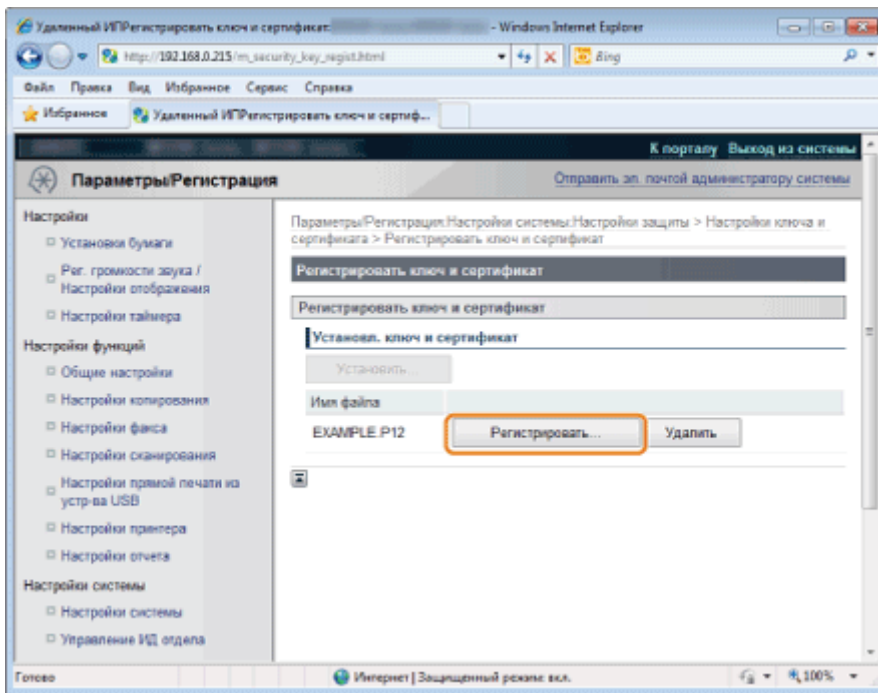 Удаленный ИПРегистрировать ключ и сертификат: - Windows Internet Explorer
http://192.168.0.215/m_security_key_regist.html
Bing
Файл Правка Вид Избранное Сервис Справка
Избранное Удаленный ИПРегистрировать ключ и сертиф...
К порталу Выход из системы
Параметры/Регистрация
Отправить эл. почтой администратору системы
Настройки
Установки бумаги
Рег. громкости звука /
Настройки отображения
Настройки таймера
Настройки функций
Общие настройки
Настройки копирования
Настройки факса
Настройки сканирования
Настройки прямой печати из
устр-ва USB
Настройки принтера
Настройки отчета
Настройки системы
Настройки системы
Управление ИД отдела
Параметры/Регистрация:Настройки системы:Настройки защиты > Настройки ключа и
сертификата > Регистрировать ключ и сертификат
Регистрировать ключ и сертификат
Регистрировать ключ и сертификат
Установл. ключ и сертификат
Установить...
Имя файла
EXAMPLE.P12 Регистрировать... Удалить
Готово
Интернет | Защищенный режим: вкл.
100%